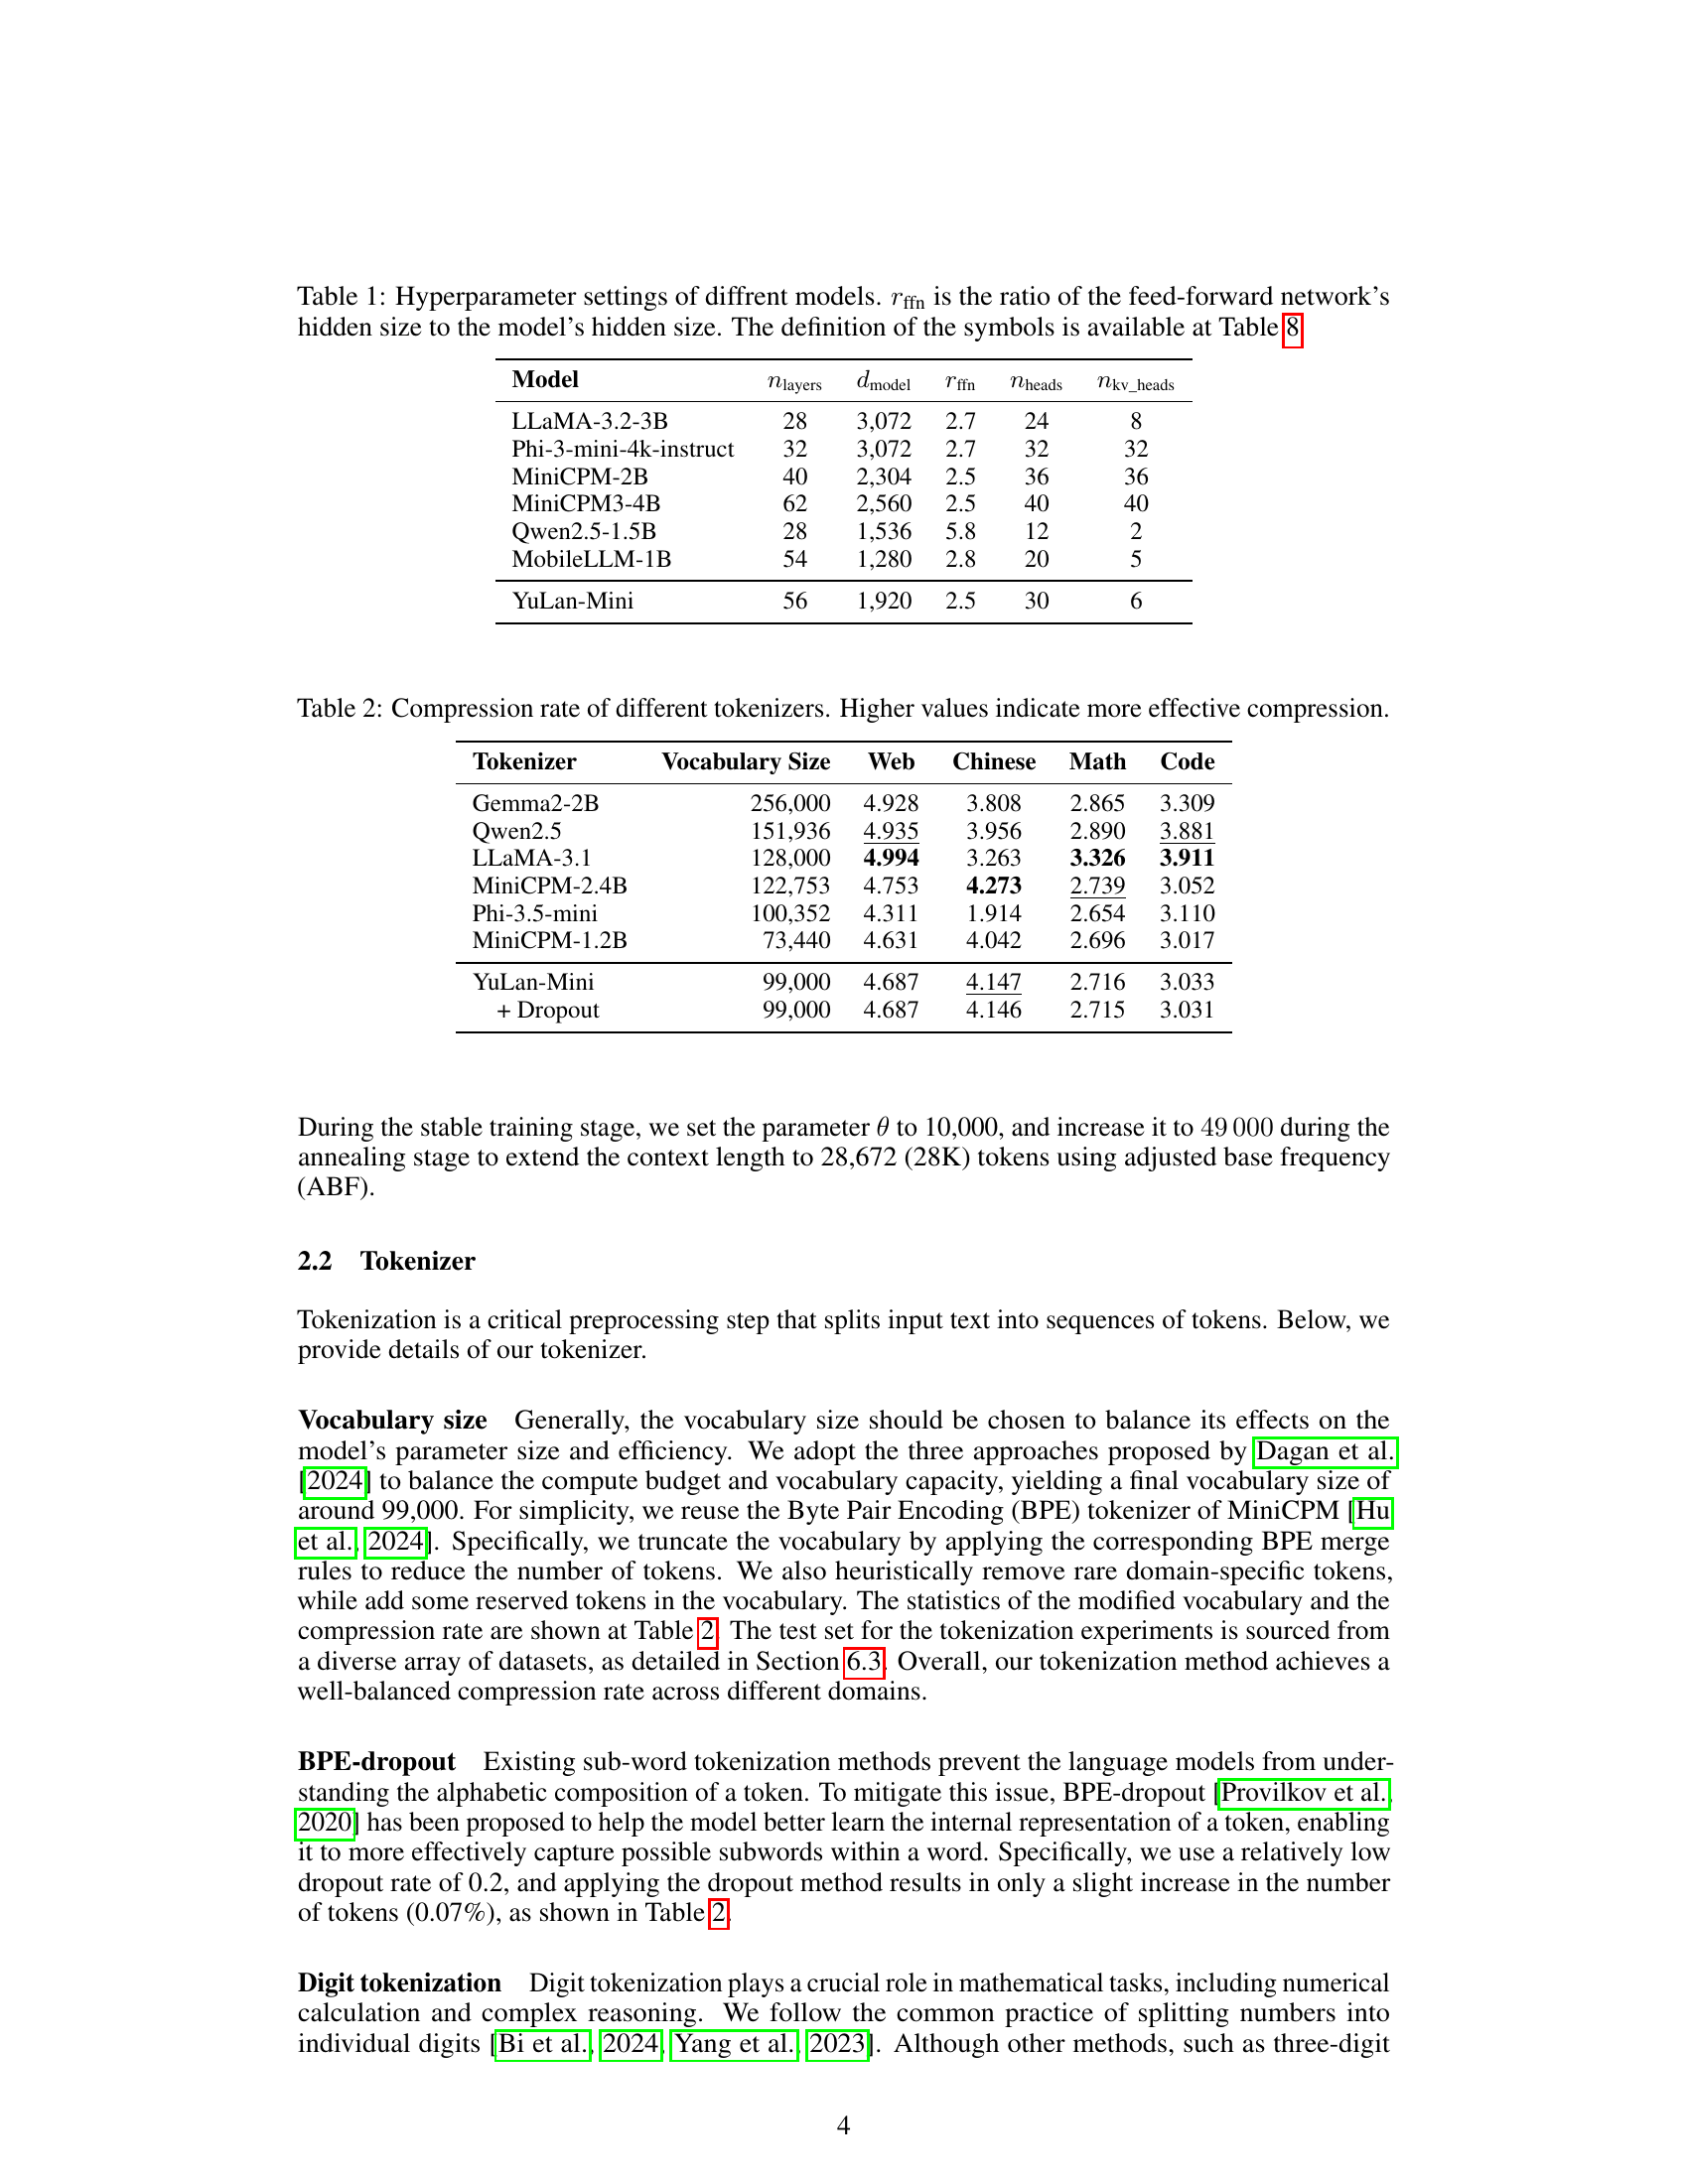 Table 1: Hyperparameter settings of diffrent models. r_ffn is the ratio of the feed-forward network's
hidden size to the model's hidden size. The definition of the symbols is available at Table 8
Model n_layers d_model r_ffn n_heads n_kv_heads
LLaMA-3.2-3B 28 3,072 2.7 24 8
Phi-3-mini-4k-instruct 32 3,072 2.7 32 32
MiniCPM-2B 40 2,304 2.5 36 36
MiniCPM3-4B 62 2,560 2.5 40 40
Qwen2.5-1.5B 28 1,536 5.8 12 2
MobileLLM-1B 54 1,280 2.8 20 5
YuLan-Mini 56 1,920 2.5 30 6
Table 2: Compression rate of different tokenizers. Higher values indicate more effective compression.
Tokenizer Vocabulary Size Web Chinese Math Code
Gemma2-2B 256,000 4.928 3.808 2.865 3.309
Qwen2.5 151,936 4.935 3.956 2.890 3.881
LLaMA-3.1 128,000 4.994 3.263 3.326 3.911
MiniCPM-2.4B 122,753 4.753 4.273 2.739 3.052
Phi-3.5-mini 100,352 4.311 1.914 2.654 3.110
MiniCPM-1.2B 73,440 4.631 4.042 2.696 3.017
YuLan-Mini 99,000 4.687 4.147 2.716 3.033
+ Dropout 99,000 4.687 4.146 2.715 3.031
During the stable training stage, we set the parameter θ to 10,000, and increase it to 49 000 during the
annealing stage to extend the context length to 28,672 (28K) tokens using adjusted base frequency
(ABF).
2.2 Tokenizer
Tokenization is a critical preprocessing step that splits input text into sequences of tokens. Below, we
provide details of our tokenizer.
Vocabulary size Generally, the vocabulary size should be chosen to balance its effects on the
model's parameter size and efficiency. We adopt the three approaches proposed by Dagan et al.
[2024] to balance the compute budget and vocabulary capacity, yielding a final vocabulary size of
around 99,000. For simplicity, we reuse the Byte Pair Encoding (BPE) tokenizer of MiniCPM [Hu
et al., 2024]. Specifically, we truncate the vocabulary by applying the corresponding BPE merge
rules to reduce the number of tokens. We also heuristically remove rare domain-specific tokens,
while add some reserved tokens in the vocabulary. The statistics of the modified vocabulary and the
compression rate are shown at Table 2. The test set for the tokenization experiments is sourced from
a diverse array of datasets, as detailed in Section 6.3. Overall, our tokenization method achieves a
well-balanced compression rate across different domains.
BPE-dropout Existing sub-word tokenization methods prevent the language models from under-
standing the alphabetic composition of a token. To mitigate this issue, BPE-dropout [Provilkov et al.,
2020] has been proposed to help the model better learn the internal representation of a token, enabling
it to more effectively capture possible subwords within a word. Specifically, we use a relatively low
dropout rate of 0.2, and applying the dropout method results in only a slight increase in the number
of tokens (0.07%), as shown in Table 2.
Digit tokenization Digit tokenization plays a crucial role in mathematical tasks, including numerical
calculation and complex reasoning. We follow the common practice of splitting numbers into
individual digits [Bi et al., 2024, Yang et al., 2023]. Although other methods, such as three-digit
4